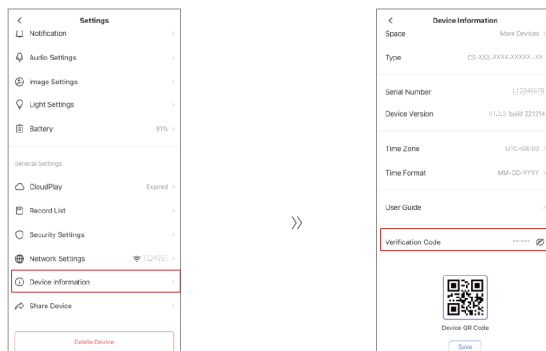 Settings
Notification
Audio Settings
Image Settings
Light Settings
Battery 91%
General Settings
CloudPlay Expired
Record List
Security Settings
Network Settings
Device Information
Share Device
Delete Device
Device Information
Space More Devices
Type CS-XXX-XXXX-XXXXX-XX
Serial Number L12345678
Device Version V1.2.3 build 221214
Time Zone UTC+08:00
Time Format MM-DD-YYYY
User Guide
Verification Code ******
Device QR Code
Save